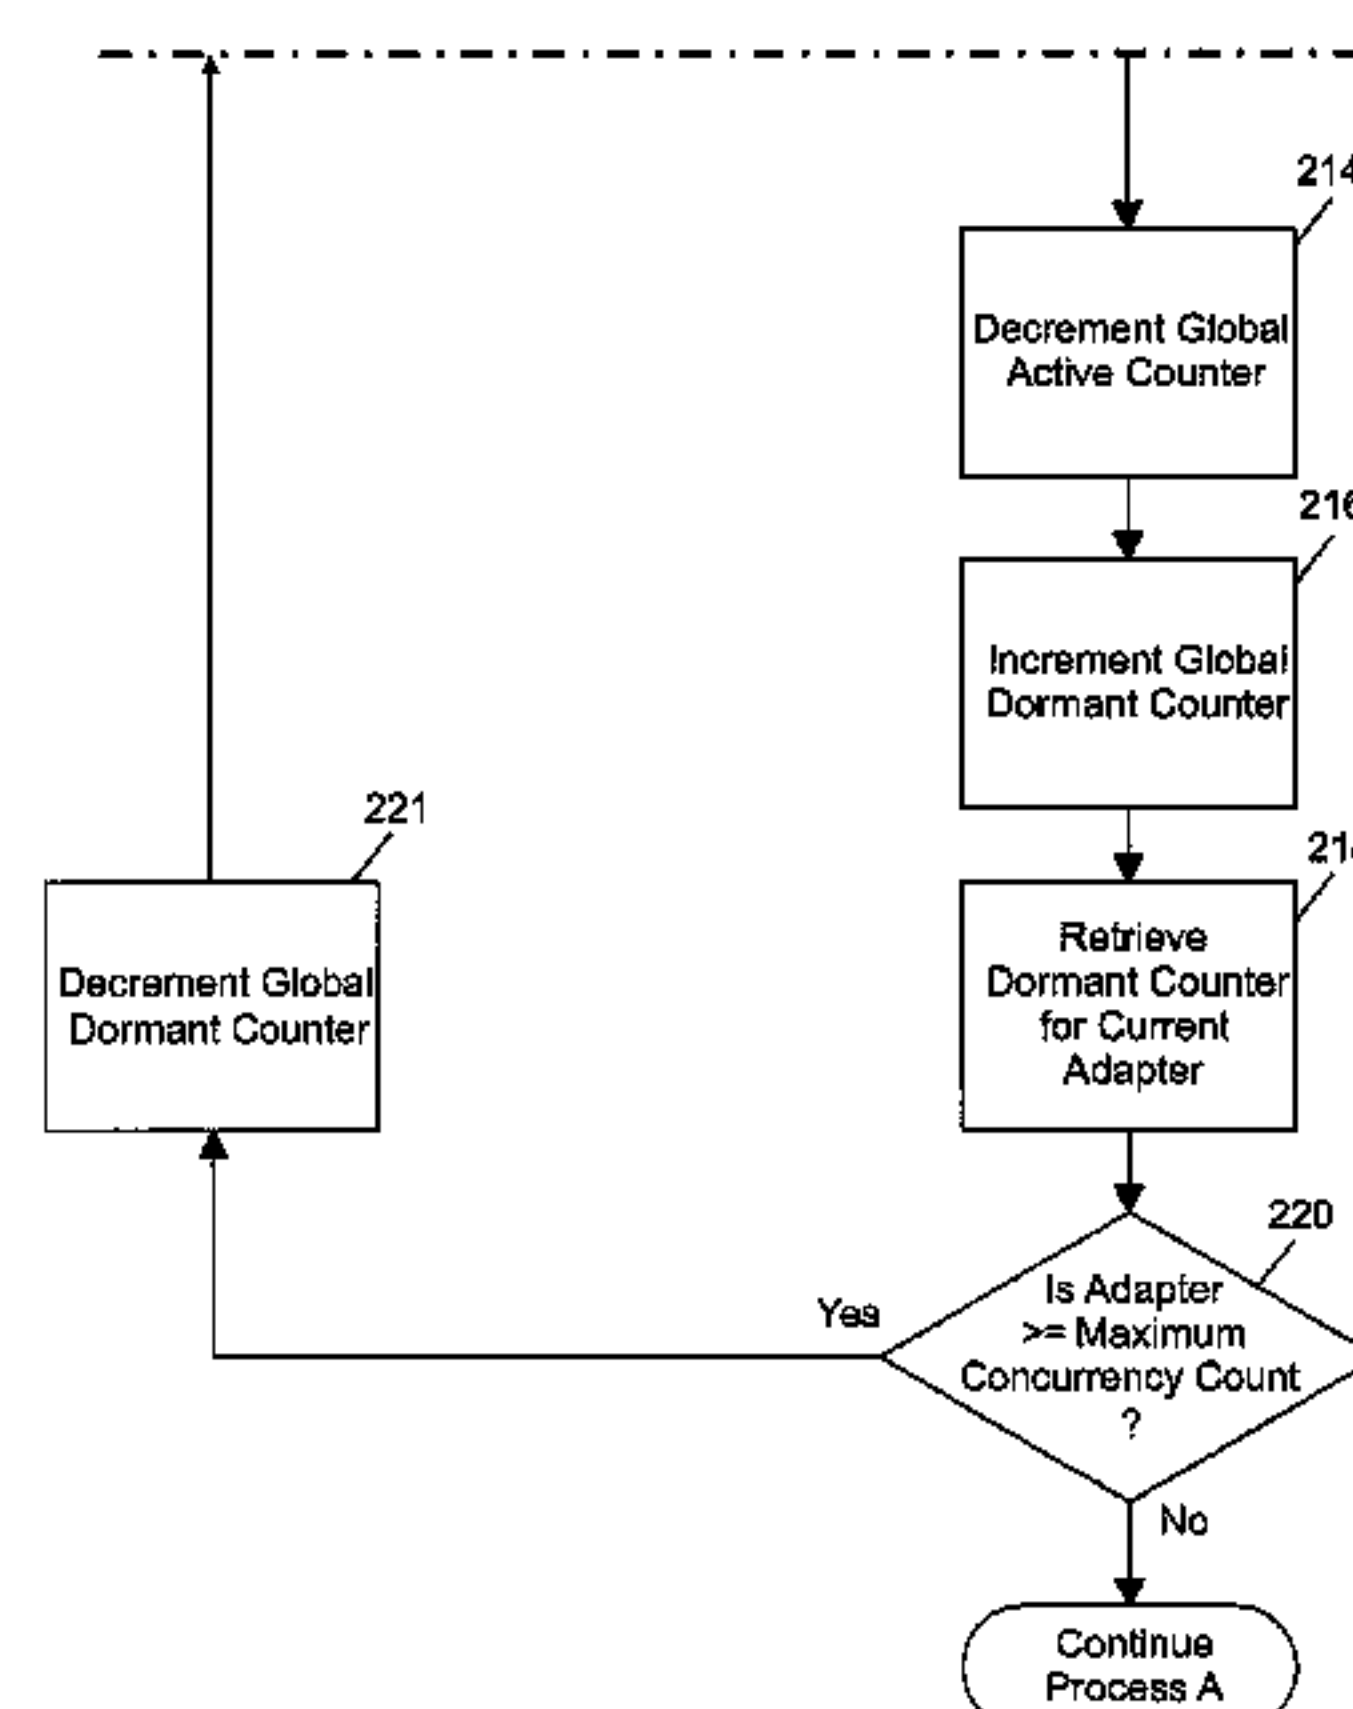 214
Decrement Global
Active Counter
216
Increment Global
Dormant Counter
221
Retrieve
Dormant Counter
for Current
Adapter
Decrement Global
Dormant Counter
220
Is Adapter
>= Maximum
Concurrency Count
?
Yes
No
Continue
Process A